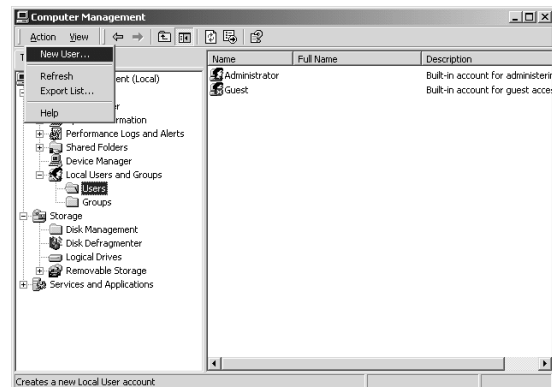 Computer Management
Action View
New User...
Refresh
Export List...
Help
Name Full Name Description
Administrator Built-in account for administerin
Guest Built-in account for guest acces
ent (Local)
Performance Logs and Alerts
Shared Folders
Device Manager
Local Users and Groups
Users
Groups
Storage
Disk Management
Disk Defragmenter
Logical Drives
Removable Storage
Services and Applications
Creates a new Local User account